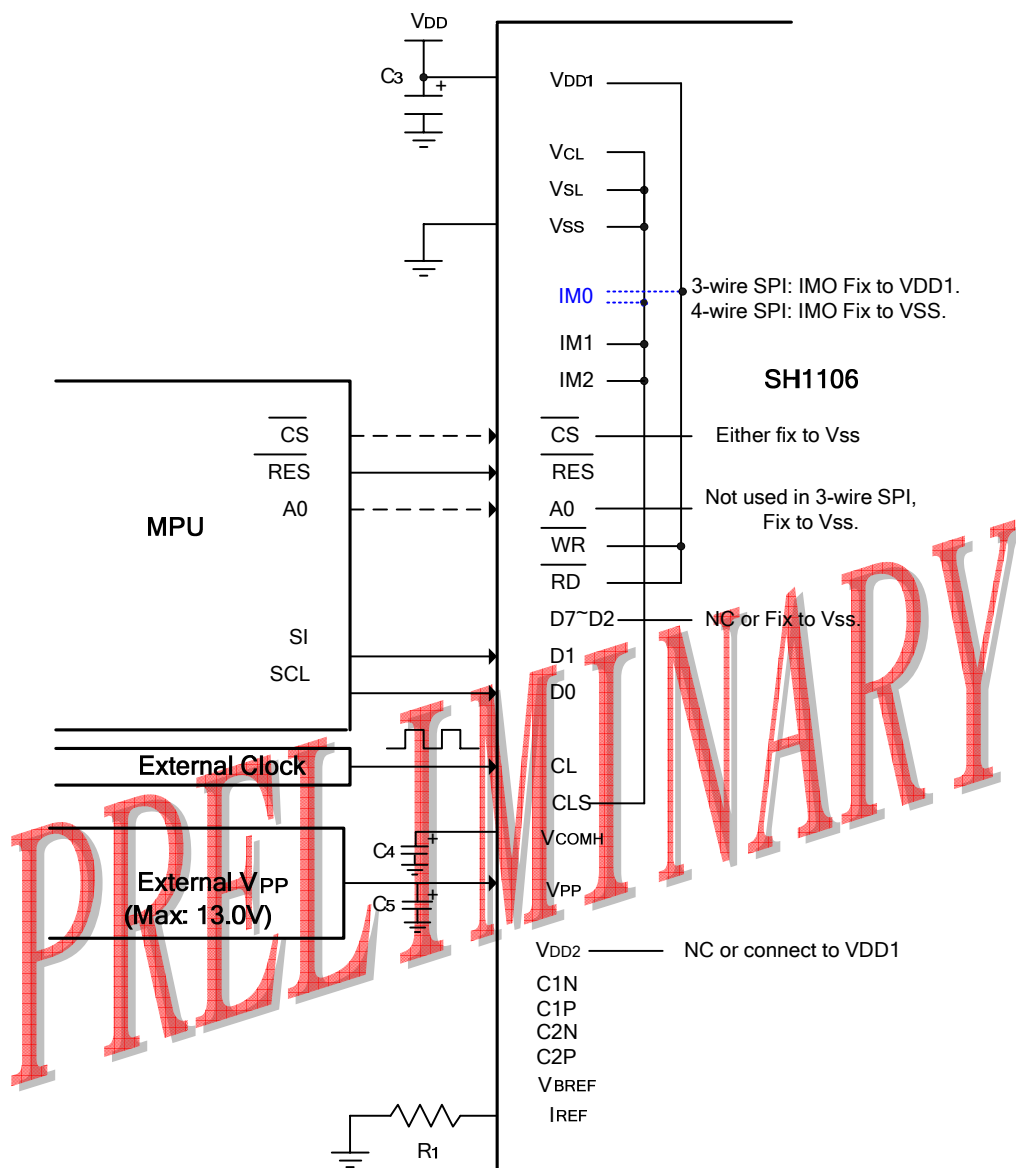 VDD
C3
+
VDD1
VCL
VSL
VSS
IM0
3-wire SPI: IMO Fix to VDD1.
4-wire SPI: IMO Fix to VSS.
IM1
IM2
SH1106
MPU
CS
RES
A0
SI
SCL
CS
Either fix to Vss
RES
A0
Not used in 3-wire SPI,
Fix to Vss.
WR
RD
D7~D2
NC or Fix to Vss.
D1
D0
External Clock
CL
CLS
VCOMH
C4
+
External VPP
(Max: 13.0V)
VPP
C5
+
VDD2
NC or connect to VDD1
C1N
C1P
C2N
C2P
VBREF
IREF
R1
PRELIMINARY